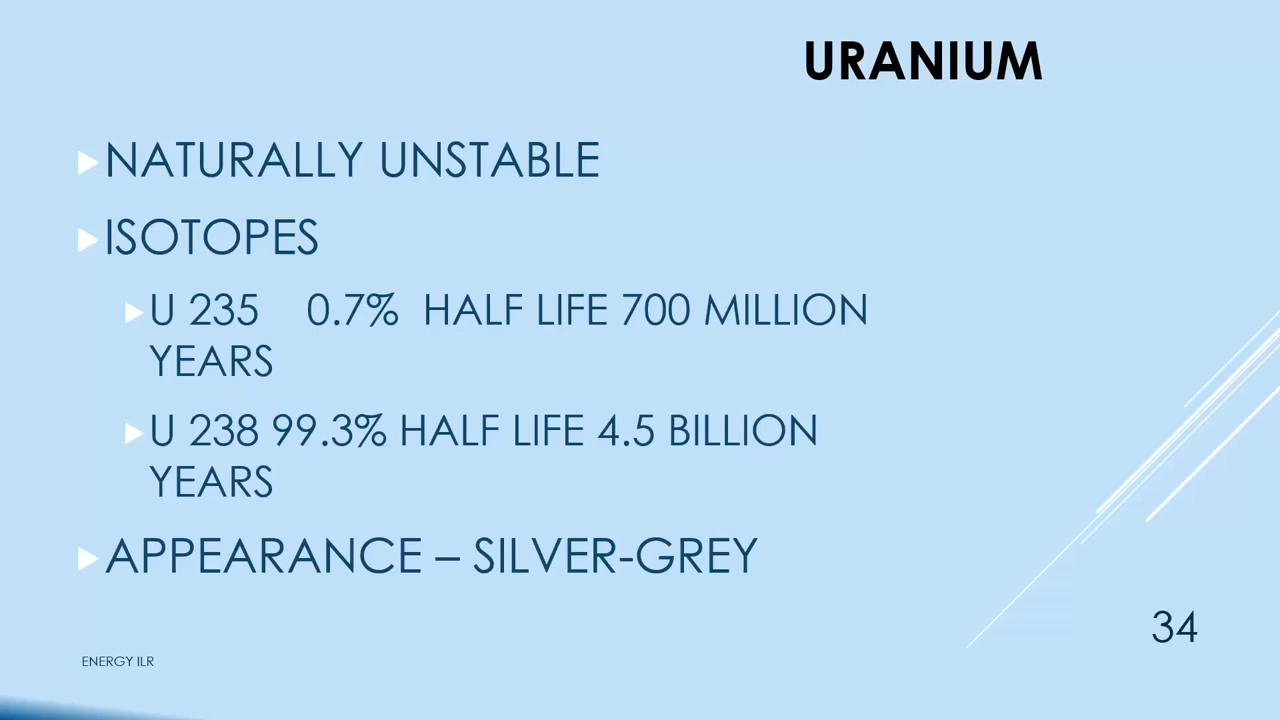 URANIUM
NATURALLY UNSTABLE
ISOTOPES
U 235 0.7% HALF LIFE 700 MILLION
YEARS
U 238 99.3% HALF LIFE 4.5 BILLION
YEARS
APPEARANCE – SILVER-GREY
34
ENERGY ILR